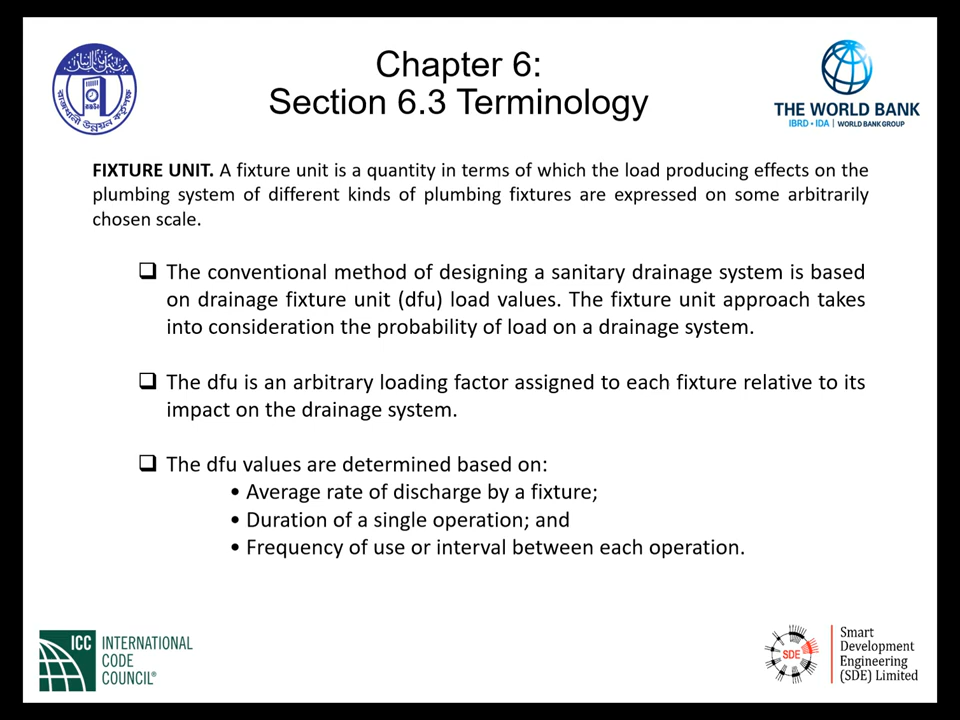 Chapter 6:
Section 6.3 Terminology
THE WORLD BANK
IBRD • IDA | WORLD BANK GROUP
রাজধানী উন্নয়ন কর্তৃপক্ষ
FIXTURE UNIT. A fixture unit is a quantity in terms of which the load producing effects on the
plumbing system of different kinds of plumbing fixtures are expressed on some arbitrarily
chosen scale.
❑ The conventional method of designing a sanitary drainage system is based
on drainage fixture unit (dfu) load values. The fixture unit approach takes
into consideration the probability of load on a drainage system.
❑ The dfu is an arbitrary loading factor assigned to each fixture relative to its
impact on the drainage system.
❑ The dfu values are determined based on:
• Average rate of discharge by a fixture;
• Duration of a single operation; and
• Frequency of use or interval between each operation.
ICC INTERNATIONAL
CODE
COUNCIL®
SDE
Smart
Development
Engineering
(SDE) Limited